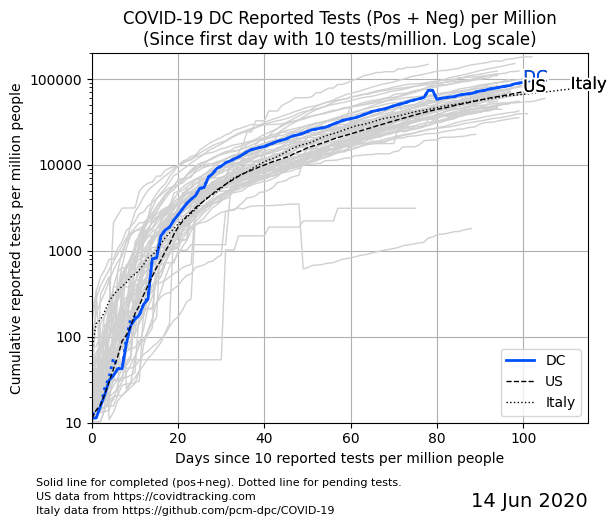 COVID-19 DC Reported Tests (Pos + Neg) per Million
(Since first day with 10 tests/million. Log scale)
Cumulative reported tests per million people
100000
10000
1000
100
10
DC
US
Italy
DC
US
Italy
0 20 40 60 80 100
Days since 10 reported tests per million people
Solid line for completed (pos+neg). Dotted line for pending tests.
US data from https://covidtracking.com
Italy data from https://github.com/pcm-dpc/COVID-19
14 Jun 2020